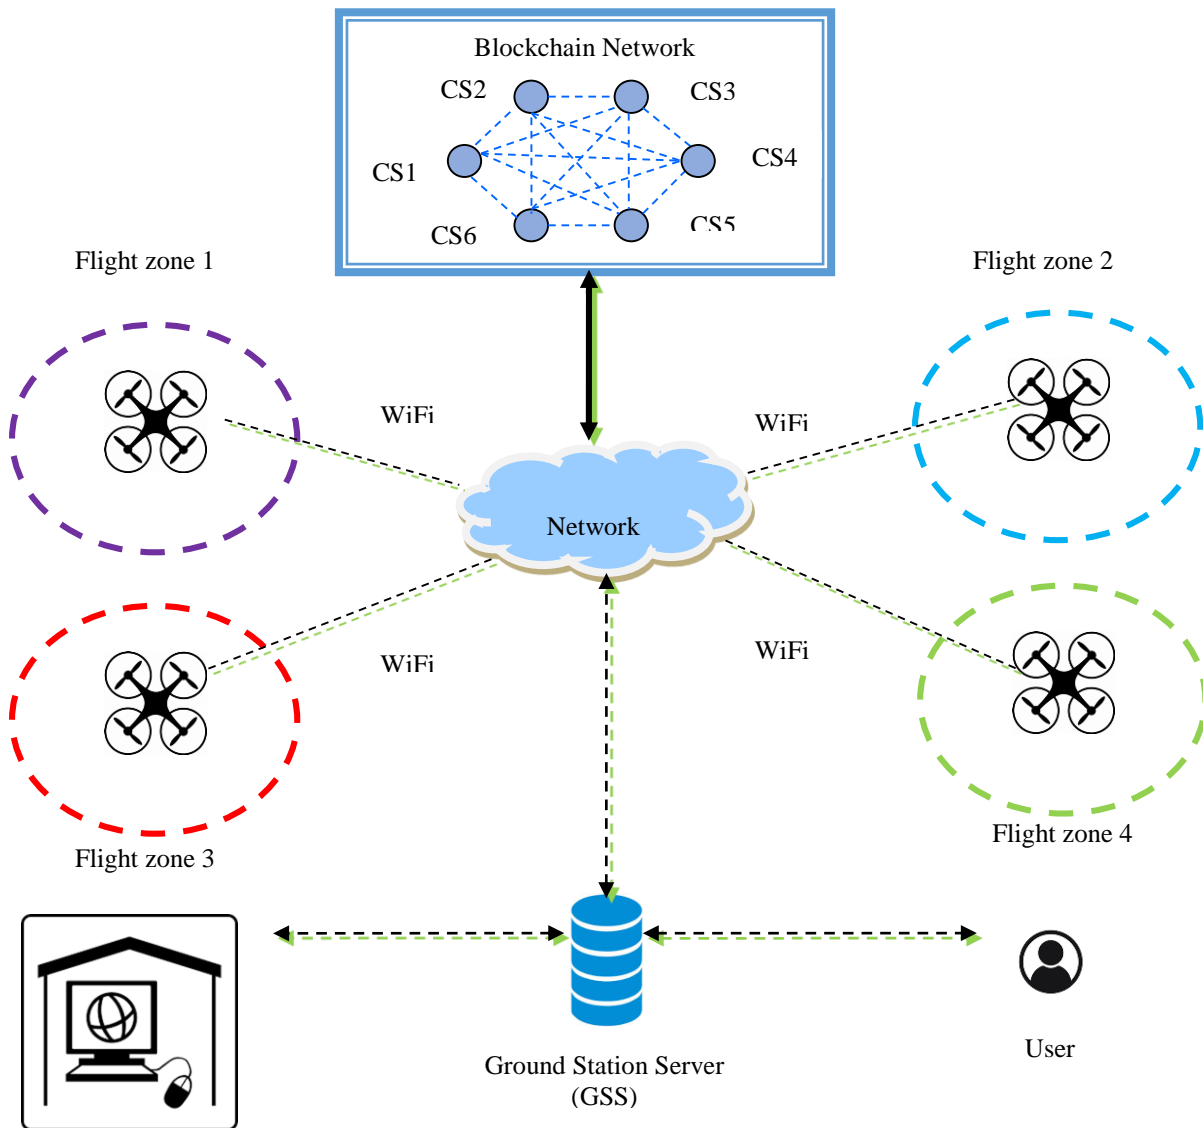 Blockchain Network
CS2
CS3
CS1
CS4
CS6
CS5
Flight zone 1
Flight zone 2
WiFi
WiFi
Network
WiFi
WiFi
Flight zone 3
Flight zone 4
Ground Station Server
(GSS)
User